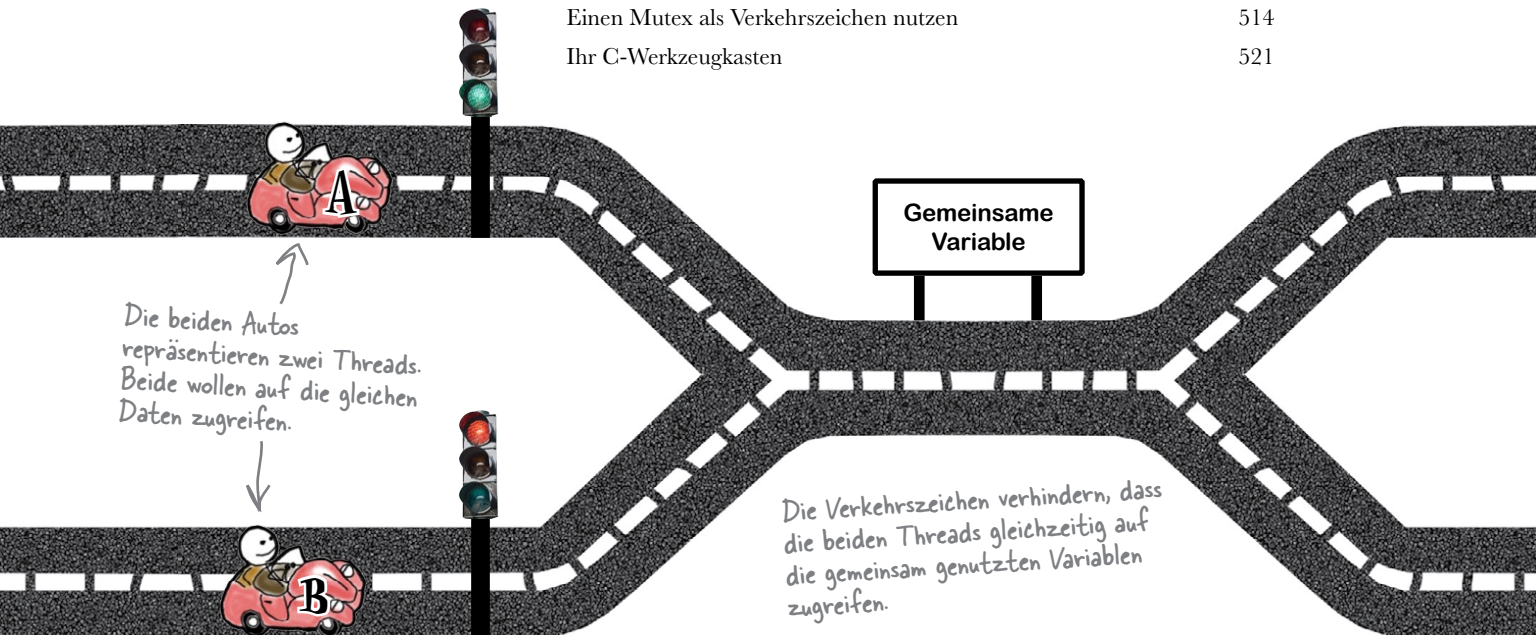 Einen Mutex als Verkehrszeichen nutzen 514
Ihr C-Werkzeugkasten 521
A
Gemeinsame
Variable
Die beiden Autos
repräsentieren zwei Threads.
Beide wollen auf die gleichen
Daten zugreifen.
B
Die Verkehrszeichen verhindern, dass
die beiden Threads gleichzeitig auf
die gemeinsam genutzten Variablen
zugreifen.